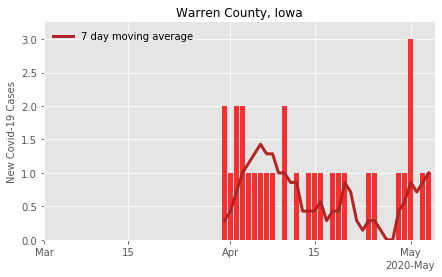 Warren County, Iowa
7 day moving average
New Covid-19 Cases
3.0
2.5
2.0
1.5
1.0
0.5
0.0
Mar 15 Apr 15 May
2020-May